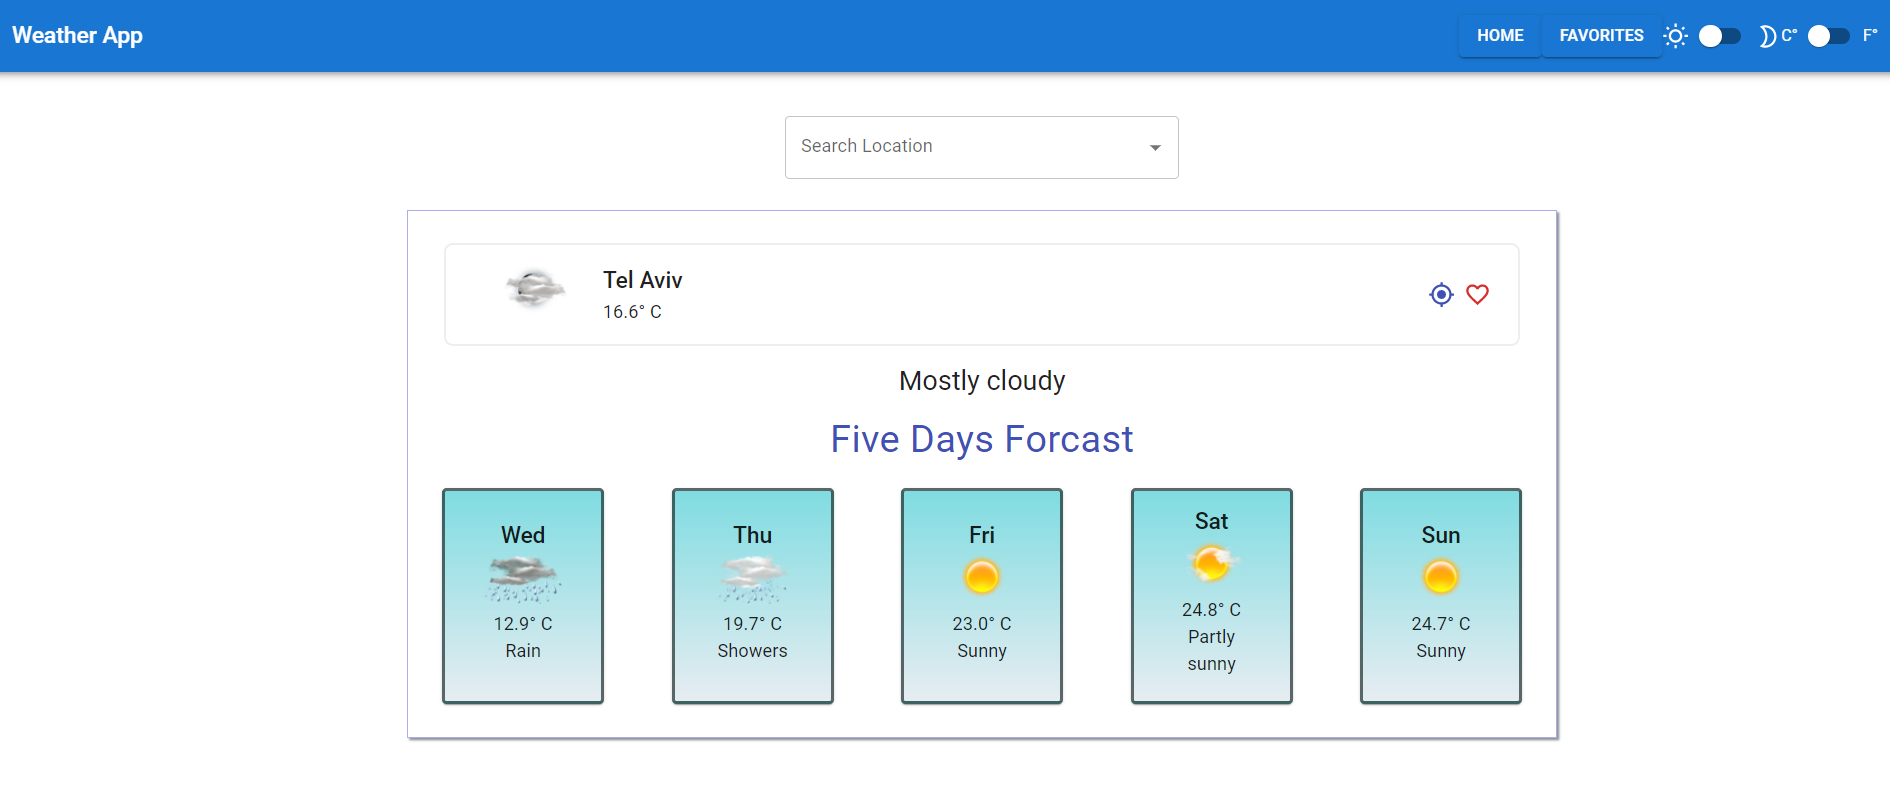 Weather App
HOME
FAVORITES
C°
F°
Search Location
Tel Aviv
16.6° C
Mostly cloudy
Five Days Forcast
Wed
12.9° C
Rain
Thu
19.7° C
Showers
Fri
23.0° C
Sunny
Sat
24.8° C
Partly
sunny
Sun
24.7° C
Sunny